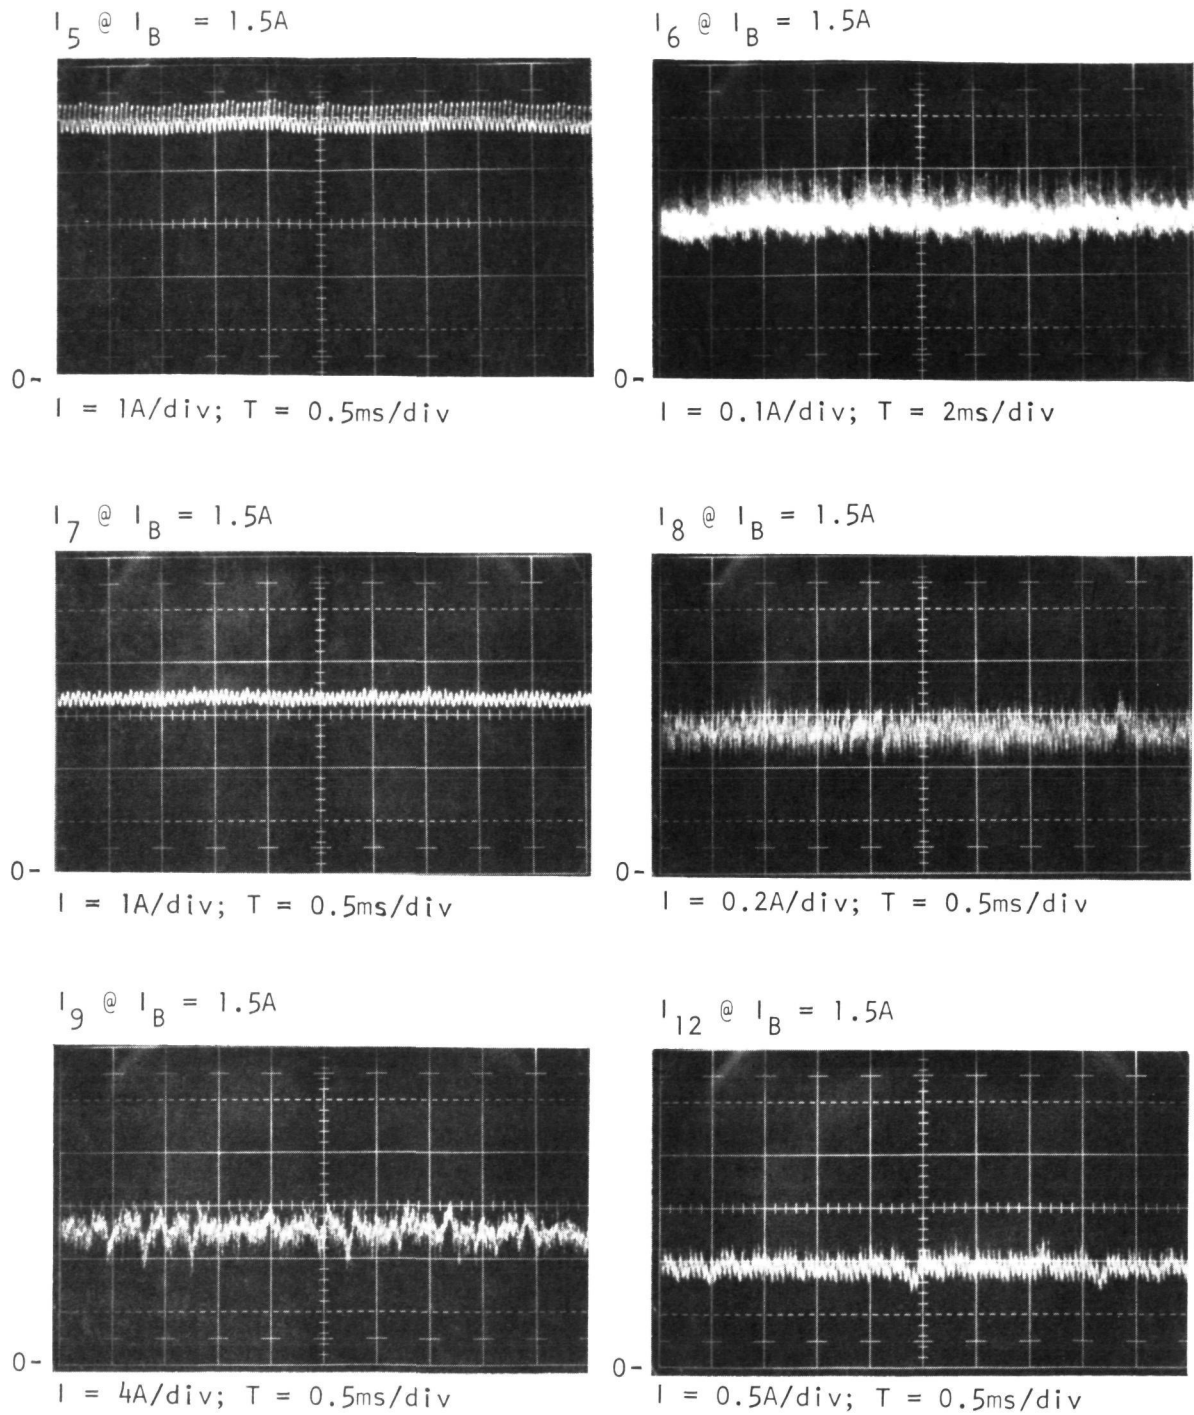 I5 @ IB = 1.5A
I6 @ IB = 1.5A
0-
0-
I = 1A/div; T = 0.5ms/div
I = 0.1A/div; T = 2ms/div
I7 @ IB = 1.5A
I8 @ IB = 1.5A
0-
0-
I = 1A/div; T = 0.5ms/div
I = 0.2A/div; T = 0.5ms/div
I9 @ IB = 1.5A
I12 @ IB = 1.5A
0-
0-
I = 4A/div; T = 0.5ms/div
I = 0.5A/div; T = 0.5ms/div